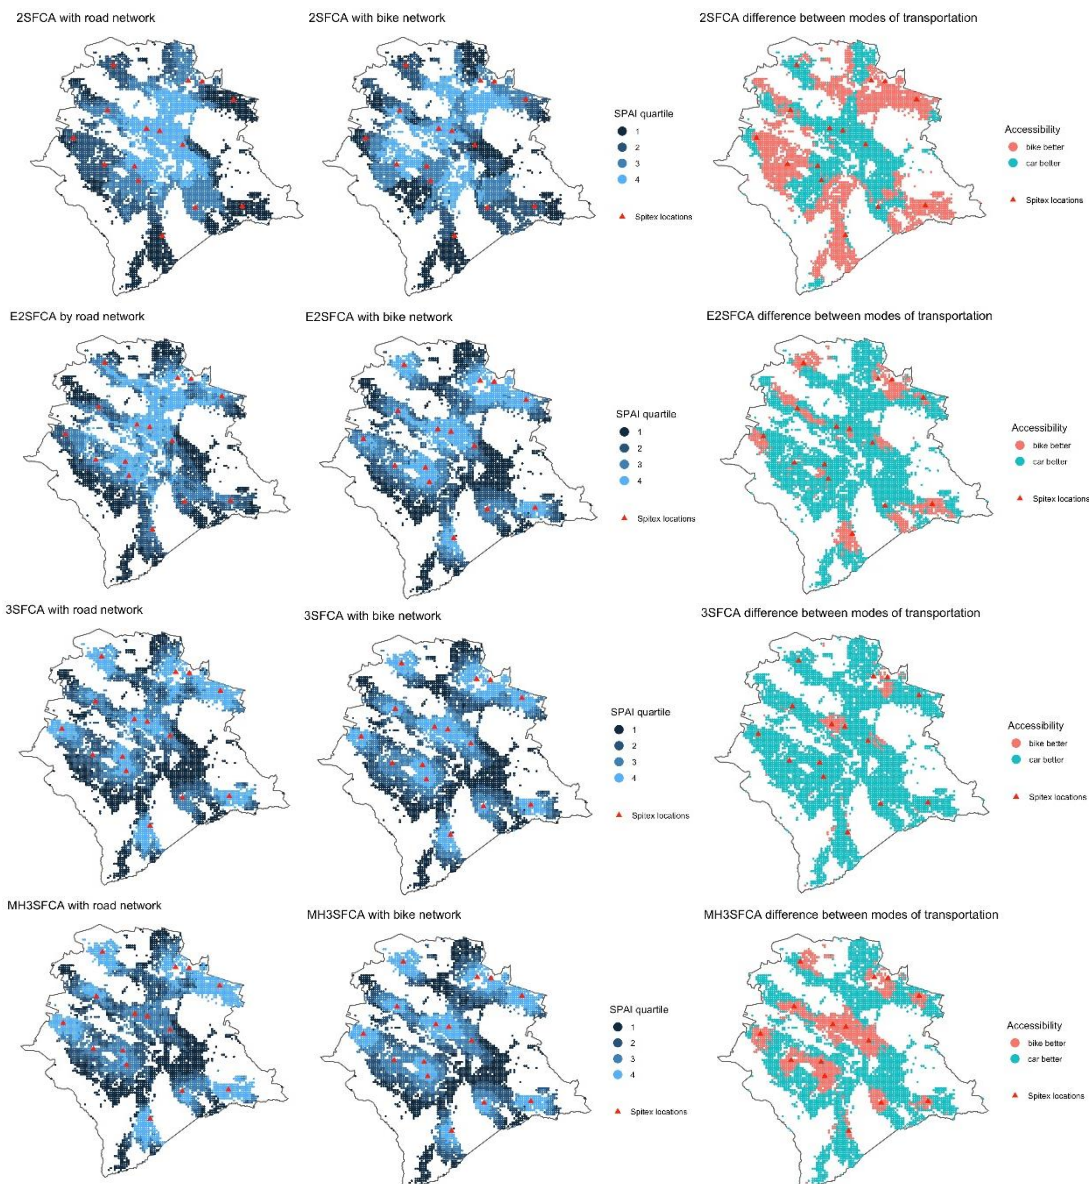 2SFCA with road network
2SFCA with bike network
2SFCA difference between modes of transportation
SPAI quartile
1
2
3
4
Spitex locations
Accessibility
bike better
car better
Spitex locations
E2SFCA by road network
E2SFCA with bike network
E2SFCA difference between modes of transportation
SPAI quartile
1
2
3
4
Spitex locations
Accessibility
bike better
car better
Spitex locations
3SFCA with road network
3SFCA with bike network
3SFCA difference between modes of transportation
SPAI quartile
1
2
3
4
Spitex locations
Accessibility
bike better
car better
Spitex locations
MH3SFCA with road network
MH3SFCA with bike network
MH3SFCA difference between modes of transportation
SPAI quartile
1
2
3
4
Spitex locations
Accessibility
bike better
car better
Spitex locations